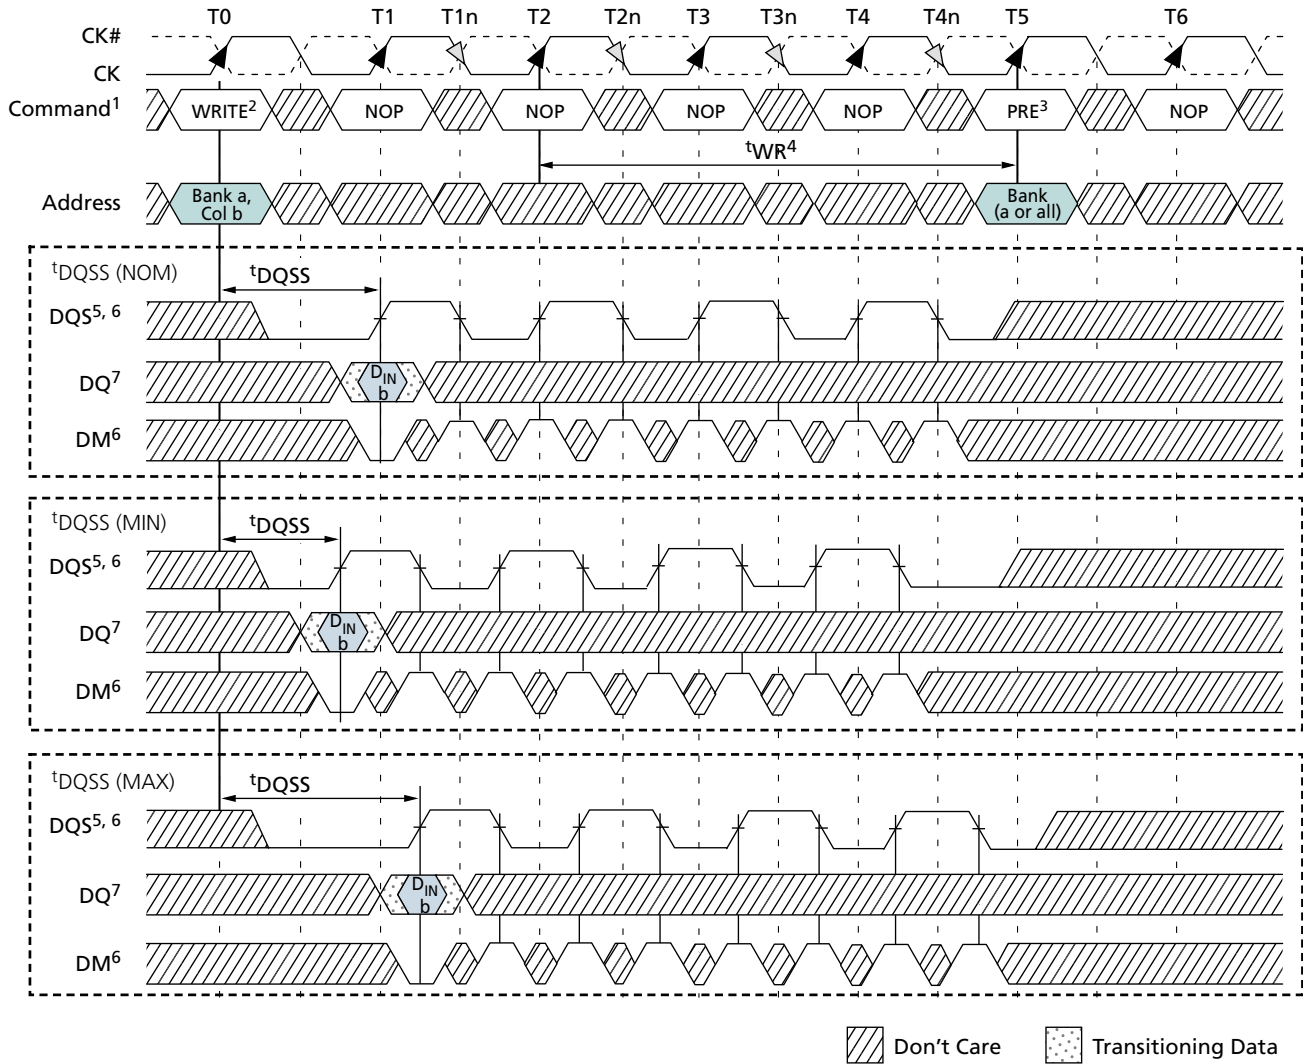 T0 T1 T1n T2 T2n T3 T3n T4 T4n T5 T6
CK#
CK
Command¹ WRITE² NOP NOP NOP NOP PRE³ NOP
tWR⁴
Address Bank a, Col b Bank (a or all)
tDQSS (NOM) tDQSS
DQS⁵, ⁶
DQ⁷ DIN b
DM⁶
tDQSS (MIN) tDQSS
DQS⁵, ⁶
DQ⁷ DIN b
DM⁶
tDQSS (MAX) tDQSS
DQS⁵, ⁶
DQ⁷ DIN b
DM⁶
Don't Care Transitioning Data